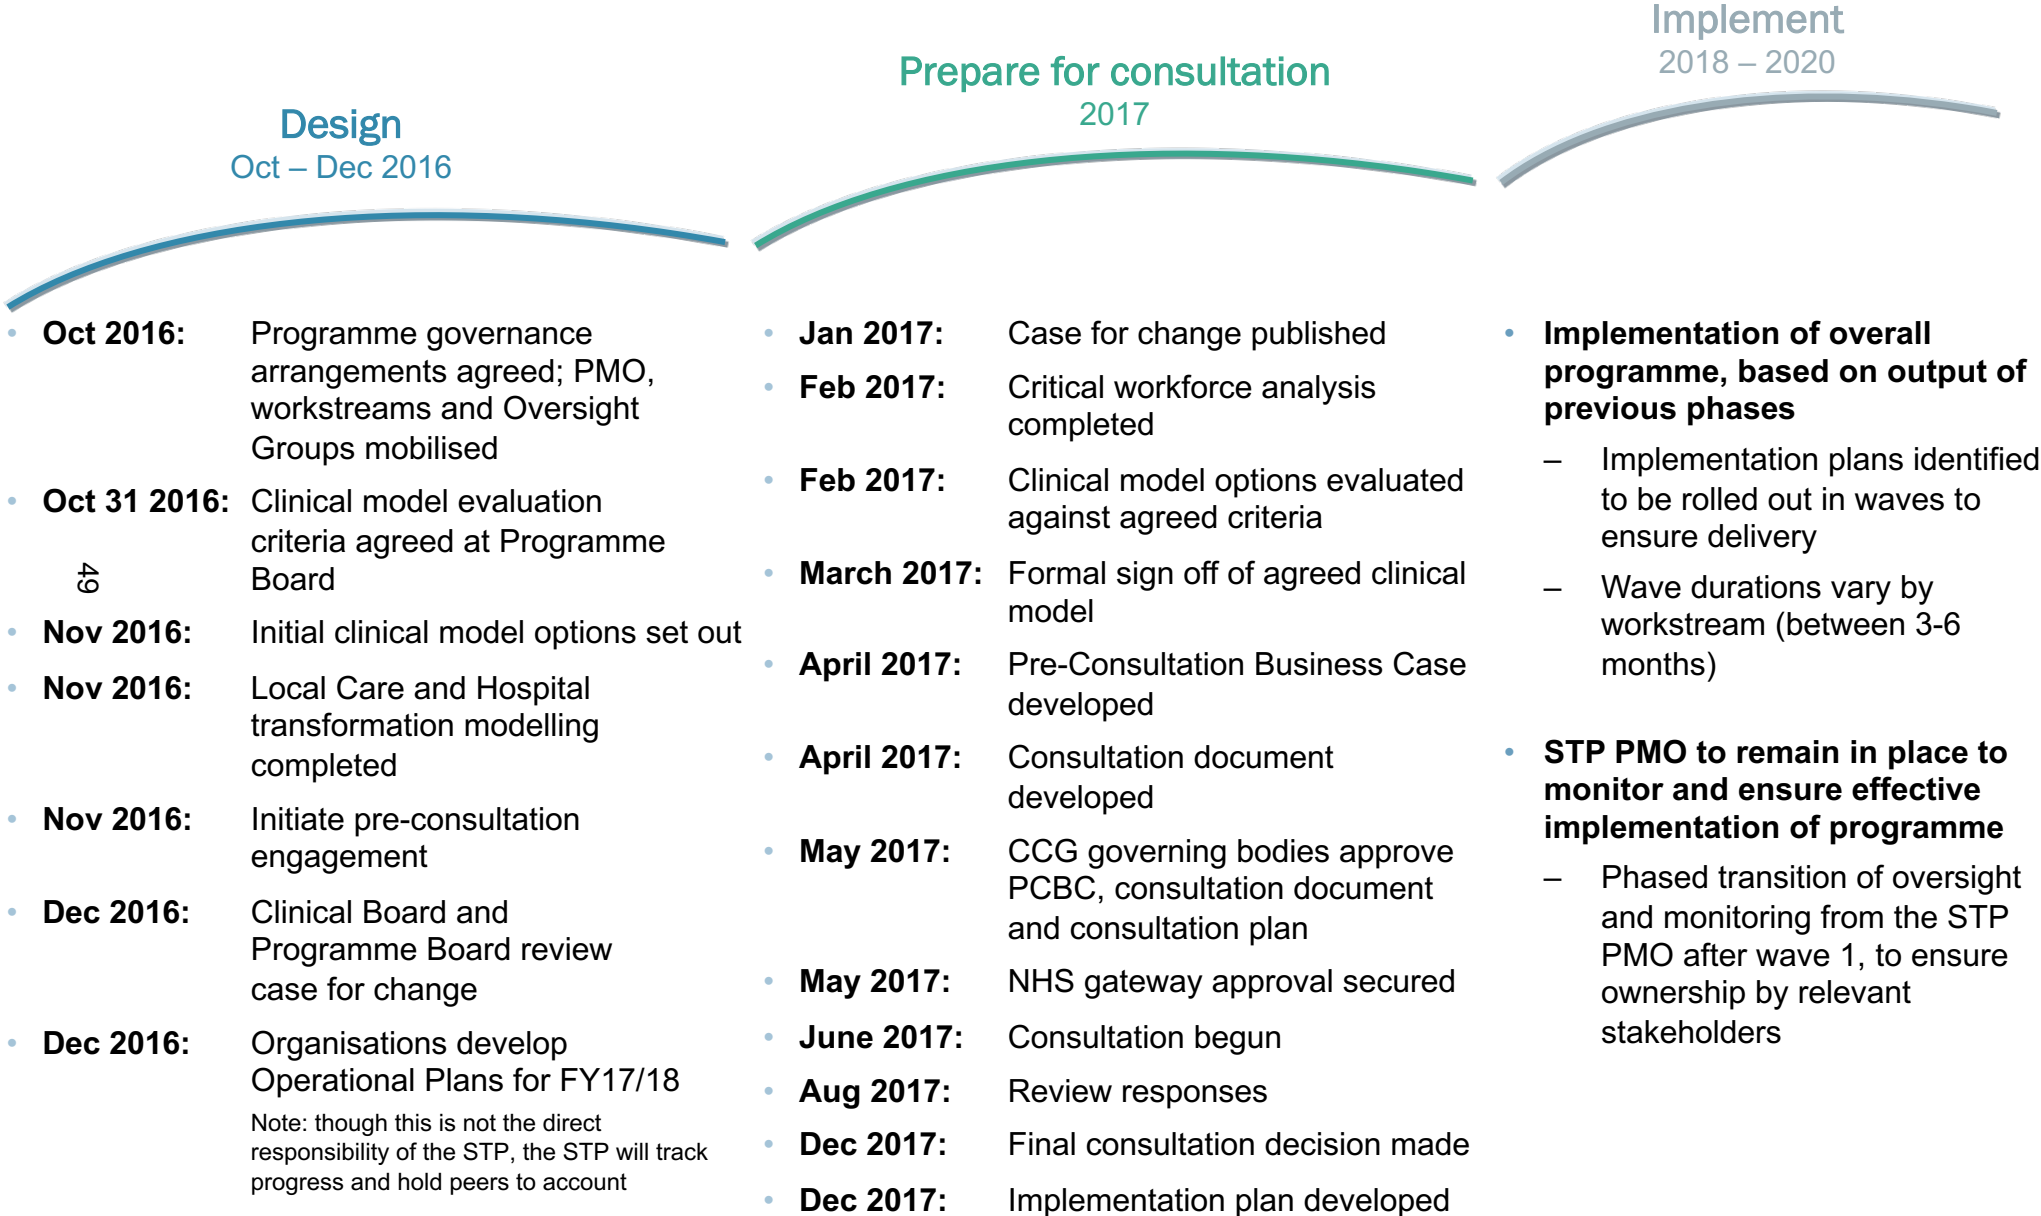 Design
Oct – Dec 2016
• Oct 2016: Programme governance
arrangements agreed; PMO,
workstreams and Oversight
Groups mobilised
• Oct 31 2016: Clinical model evaluation
criteria agreed at Programme
Board
49
• Nov 2016: Initial clinical model options set out
• Nov 2016: Local Care and Hospital
transformation modelling
completed
• Nov 2016: Initiate pre-consultation
engagement
• Dec 2016: Clinical Board and
Programme Board review
case for change
• Dec 2016: Organisations develop
Operational Plans for FY17/18
Note: though this is not the direct
responsibility of the STP, the STP will track
progress and hold peers to account
Prepare for consultation
2017
• Jan 2017: Case for change published
• Feb 2017: Critical workforce analysis
completed
• Feb 2017: Clinical model options evaluated
against agreed criteria
• March 2017: Formal sign off of agreed clinical
model
• April 2017: Pre-Consultation Business Case
developed
• April 2017: Consultation document
developed
• May 2017: CCG governing bodies approve
PCBC, consultation document
and consultation plan
• May 2017: NHS gateway approval secured
• June 2017: Consultation begun
• Aug 2017: Review responses
• Dec 2017: Final consultation decision made
• Dec 2017: Implementation plan developed
Implement
2018 – 2020
• Implementation of overall
programme, based on output of
previous phases
– Implementation plans identified
to be rolled out in waves to
ensure delivery
– Wave durations vary by
workstream (between 3-6
months)
• STP PMO to remain in place to
monitor and ensure effective
implementation of programme
– Phased transition of oversight
and monitoring from the STP
PMO after wave 1, to ensure
ownership by relevant
stakeholders